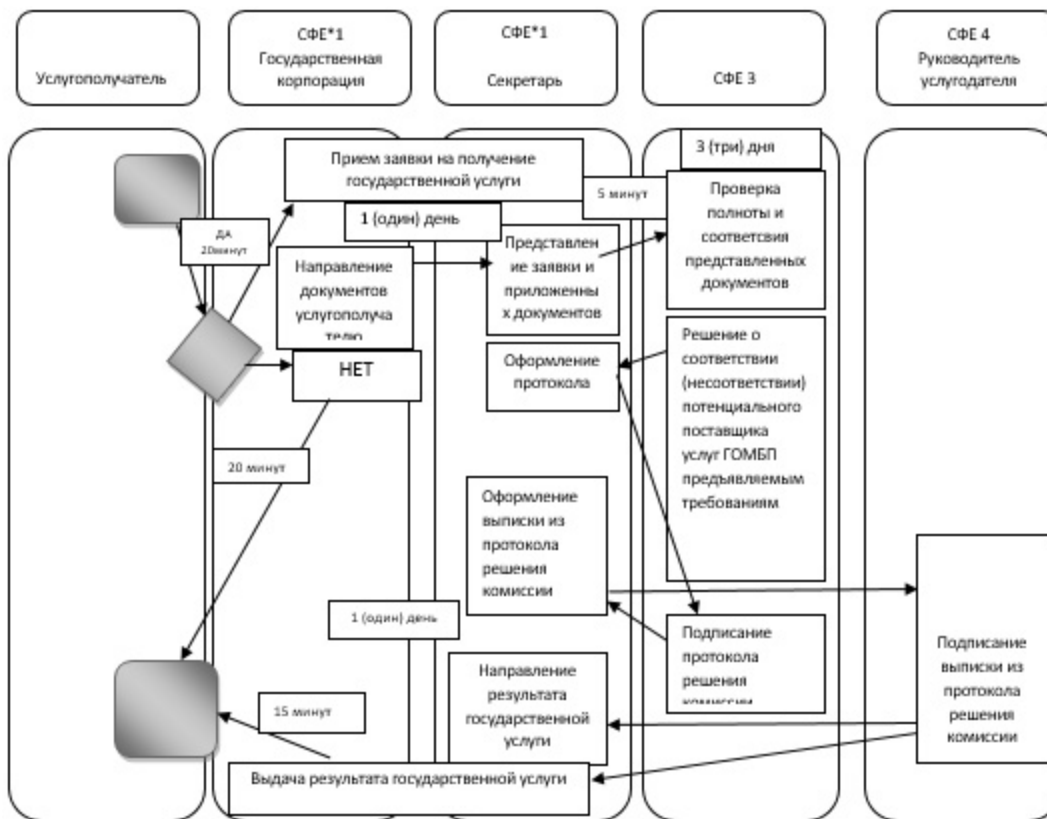 Услугополучатель
СФЕ*1
Государственная
корпорация
СФЕ*1
Секретарь
СФЕ 3
СФЕ 4
Руководитель
услугодателя
Прием заявки на получение
государственной услуги
3 (три) дня
5 минут
Проверка
полноты и
соответсвия
представленных
документов
1 (один) день
ДА
20минут
Направление
документов
услугополуча
телю
Представлен
ие заявки и
приложенны
х документов
НЕТ
Оформление
протокола
Решение о
соответствии
(несоответствии)
потенциального
поставщика
услуг ГОМБП
предъявляемым
требованиям
20 минут
Оформление
выписки из
протокола
решения
комиссии
1 (один) день
Подписание
протокола
решения
комиссии
Подписание
выписки из
протокола
решения
комиссии
Направление
результата
государственной
услуги
15 минут
Выдача результата государственной услуги